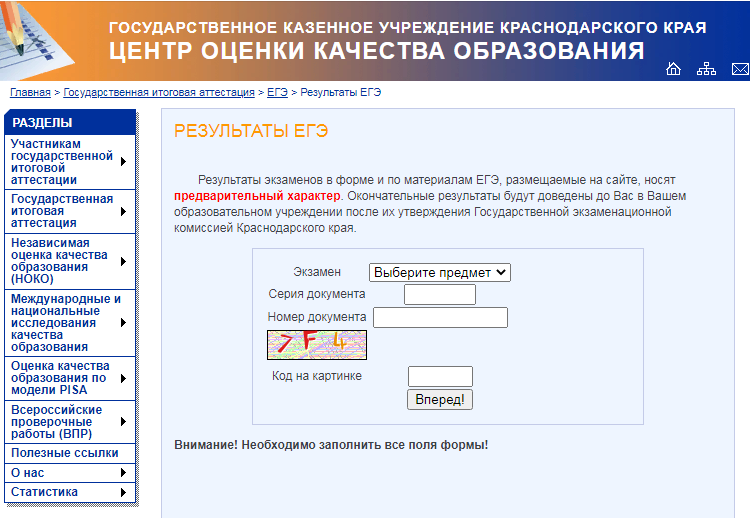 ГОСУДАРСТВЕННОЕ КАЗЕННОЕ УЧРЕЖДЕНИЕ КРАСНОДАРСКОГО КРАЯ
ЦЕНТР ОЦЕНКИ КАЧЕСТВА ОБРАЗОВАНИЯ
Главная > Государственная итоговая аттестация > ЕГЭ > Результаты ЕГЭ
РАЗДЕЛЫ
Участникам
государственной
итоговой
аттестации
Государственная
итоговая
аттестация
Независимая
оценка качества
образования
(НОКО)
Международные и
национальные
исследования
качества
образования
Оценка качества
образования по
модели PISA
Всероссийские
проверочные
работы (ВПР)
Полезные ссылки
О нас
Статистика
РЕЗУЛЬТАТЫ ЕГЭ
Результаты экзаменов в форме и по материалам ЕГЭ, размещаемые на сайте, носят
предварительный характер. Окончательные результаты будут доведены до Вас в Вашем
образовательном учреждении после их утверждения Государственной экзаменационной
комиссией Краснодарского края.
Экзамен Выберите предмет
Серия документа
Номер документа
7F4
Код на картинке
Вперед!
Внимание! Необходимо заполнить все поля формы!